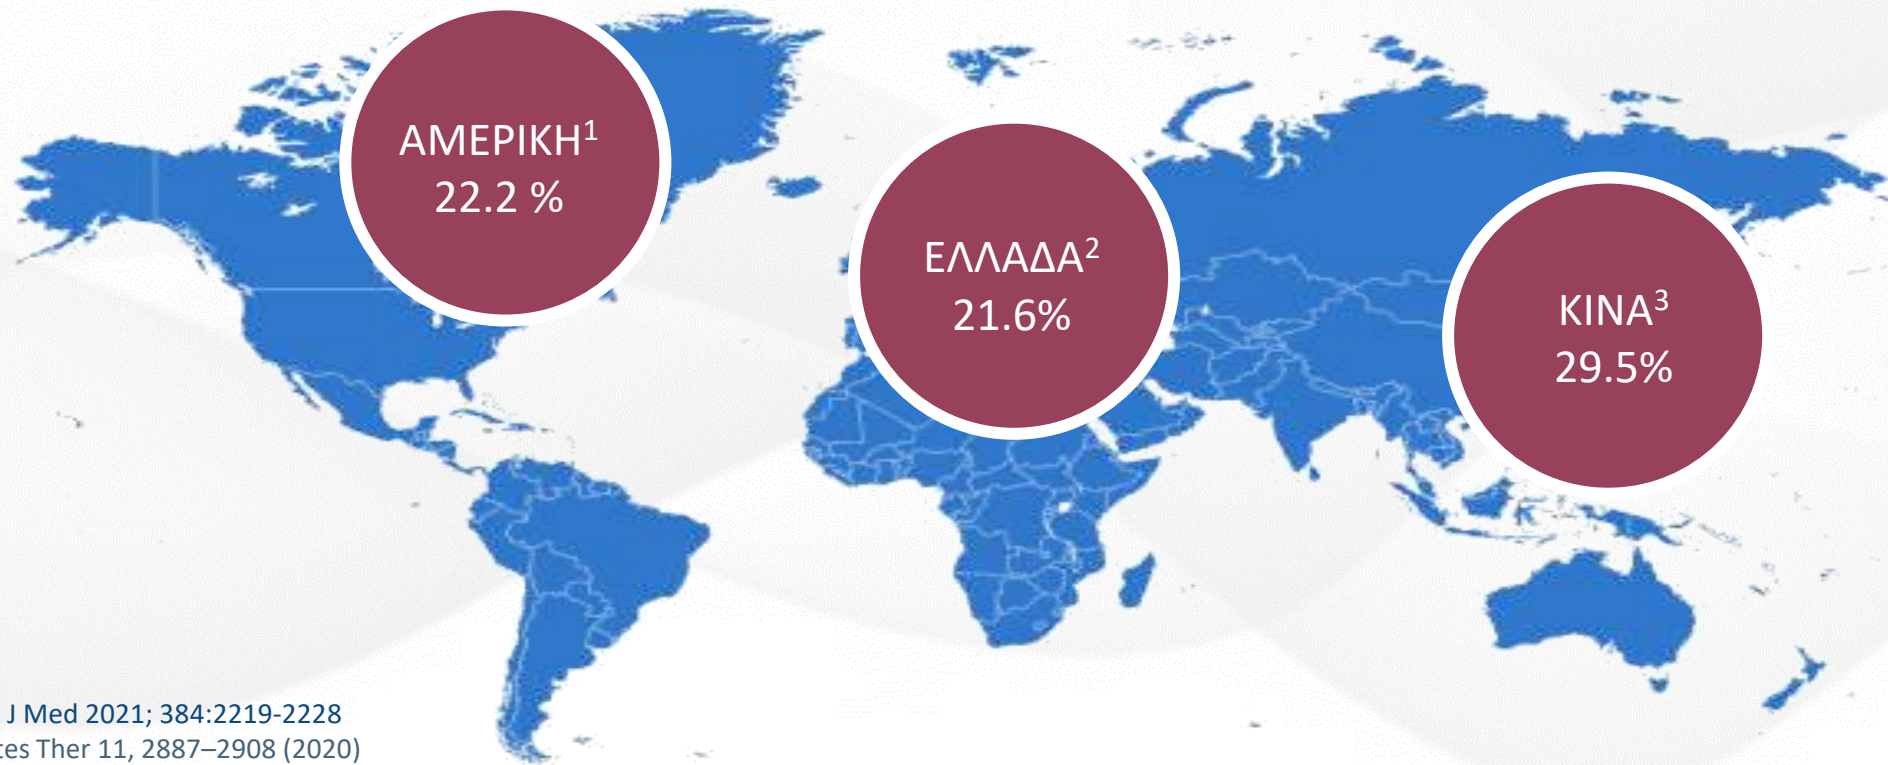 ΑΜΕΡΙΚΗ¹
22.2 %
ΕΛΛΑΔΑ²
21.6%
ΚΙΝΑ³
29.5%
J Med 2021; 384:2219-2228
Ther 11, 2887–2908 (2020)